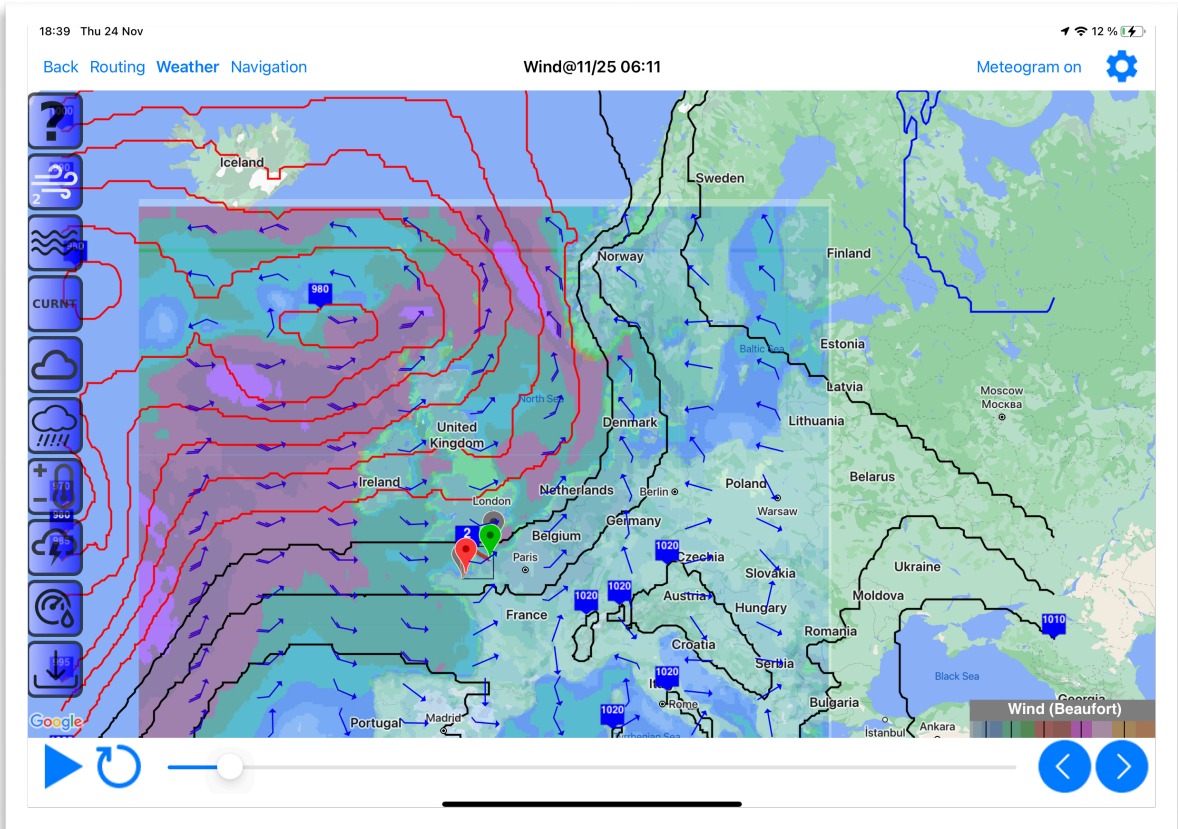 18:39 Thu 24 Nov
12 %
Back Routing Weather Navigation
Wind@11/25 06:11
Meteogram on
?
2
CURNT
Iceland
Sweden
Norway
Finland
980
Estonia
Baltic Sea
Latvia
Moscow
Москва
North Sea
Denmark
Lithuania
United
Kingdom
Ireland
Netherlands
Berlin
Poland
Belarus
London
Warsaw
Germany
2
Belgium
Paris
1020
Czechia
Slovakia
Ukraine
1020
1020
Austria
Hungary
Moldova
France
1010
Croatia
Romania
Serbia
1020
Rome
Bulgaria
Black Sea
Georgia
Wind (Beaufort)
Google
Portugal
Madrid
1020
Istanbul
Ankara
980
985
995